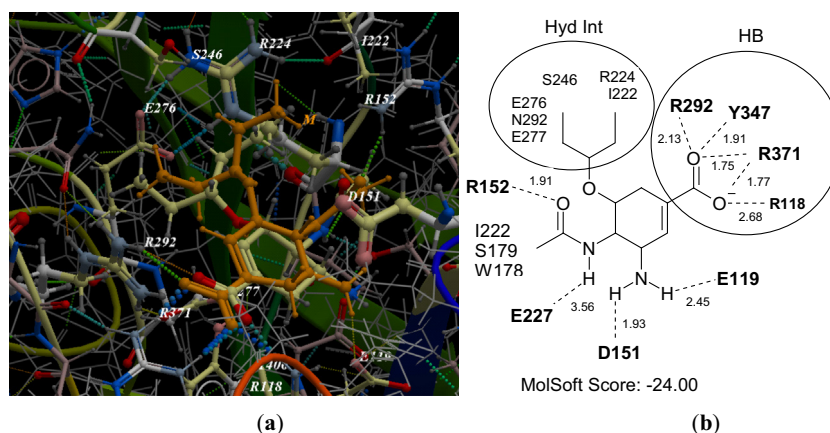 S246
R224
I222
E276
R152
M
D151
R292
R371
R118
(a)
Hyd Int
HB
S246
R224
I222
E276
N292
E277
R292
Y347
2.13
1.91
1.75
R371
1.77
O
O
-
R118
2.68
R152
1.91
O
O
I222
S179
W178
N
H
N
H
H
E119
2.45
E227
3.56
1.93
D151
MolSoft Score: -24.00
(b)